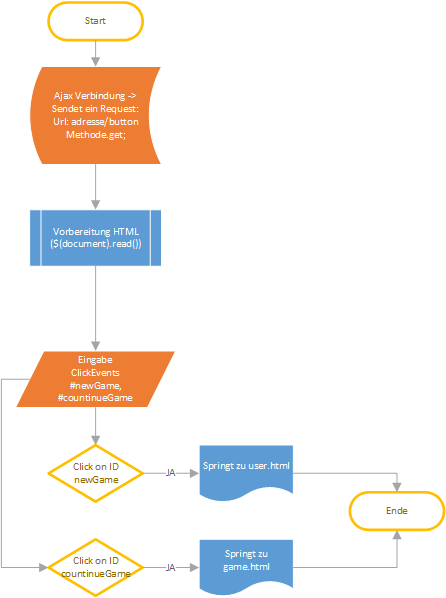 Start
Ajax Verbindung ->
Sendet ein Request:
Url: adresse/button
Methode.get;
Vorbereitung HTML
($(document).read())
Eingabe
ClickEvents
#newGame,
#countinueGame
Click on ID
newGame
JA
Springt zu user.html
Ende
Click on ID
countinueGame
JA
Springt zu
game.html